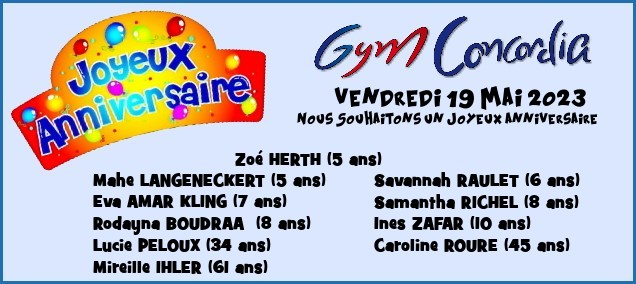 Joyeux
Anniversaire
Gym Concordia
VENDREDI 19 MAI 2023
NOUS SOUHAITONS UN JOYEUX ANNIVERSAIRE
Zoé HERTH (5 ans)
Mahe LANGENECKERT (5 ans)
Savannah RAULET (6 ans)
Eva AMAR KLING (7 ans)
Samantha RICHEL (8 ans)
Rodayna BOUDRAA (8 ans)
Ines ZAFAR (10 ans)
Lucie PELOUX (34 ans)
Caroline ROURE (45 ans)
Mireille IHLER (61 ans)